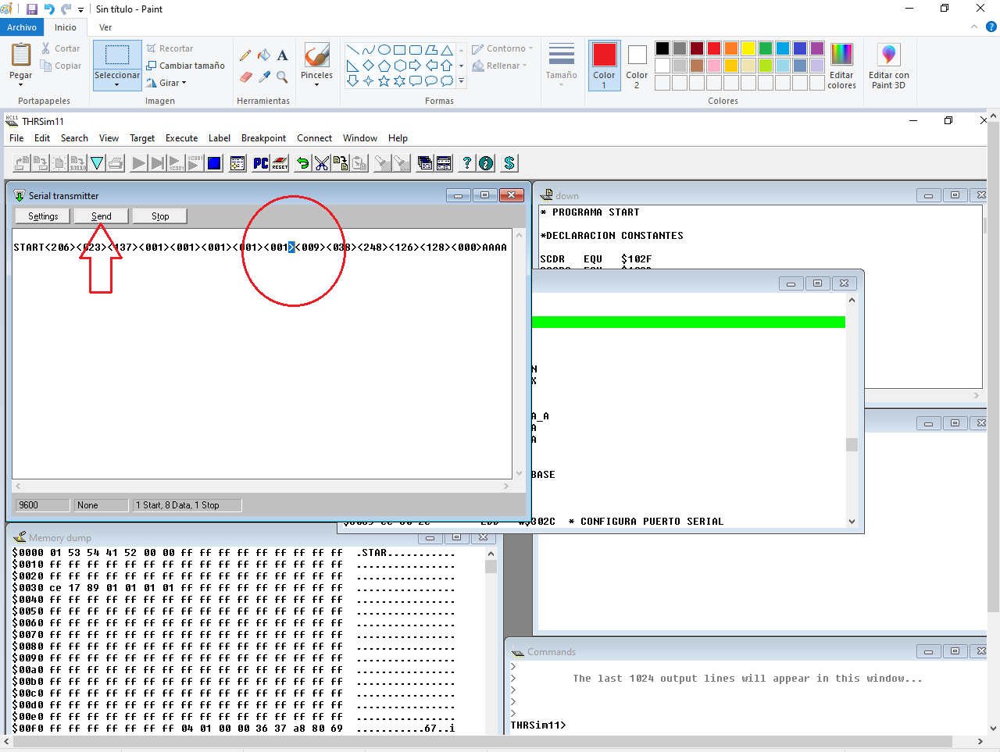 Sin título - Paint
Archivo Inicio Ver
Pegar
Cortar
Copiar
Portapapeles
Seleccionar
Recortar
Cambiar tamaño
Girar
Imagen
A
Herramientas
Pinceles
Contorno
Rellenar
Formas
Tamaño
Color 1
Color 2
Editar colores
Colores
Editar con Paint 3D
HC11
THRSim11
File Edit Search View Target Execute Label Breakpoint Connect Window Help
PC RESET ? $
Serial transmitter
Settings Send Stop
START<206><023><137><001><001><001><001><001><009><038><248><126><128><000>AAAA
9600 None 1 Start, 8 Data, 1 Stop
down
* PROGRAMA START
*DECLARACION CONSTANTES
SCDR EQU $102F
N
X
A_A
A
A
BASE
$302C * CONFIGURA PUERTO SERIAL
Memory dump
$0000 01 53 54 41 52 00 00 ff ff ff ff ff ff ff ff ff .STAR...........
$0010 ff ff ff ff ff ff ff ff ff ff ff ff ff ff ff ff ................
$0020 ff ff ff ff ff ff ff ff ff ff ff ff ff ff ff ff ................
$0030 ce 17 89 01 01 01 01 ff ff ff ff ff ff ff ff ff ................
$0040 ff ff ff ff ff ff ff ff ff ff ff ff ff ff ff ff ................
$0050 ff ff ff ff ff ff ff ff ff ff ff ff ff ff ff ff ................
$0060 ff ff ff ff ff ff ff ff ff ff ff ff ff ff ff ff ................
$0070 ff ff ff ff ff ff ff ff ff ff ff ff ff ff ff ff ................
$0080 ff ff ff ff ff ff ff ff ff ff ff ff ff ff ff ff ................
$0090 ff ff ff ff ff ff ff ff ff ff ff ff ff ff ff ff ................
$00a0 ff ff ff ff ff ff ff ff ff ff ff ff ff ff ff ff ................
$00b0 ff ff ff ff ff ff ff ff ff ff ff ff ff ff ff ff ................
$00c0 ff ff ff ff ff ff ff ff ff ff ff ff ff ff ff ff ................
$00d0 ff ff ff ff ff ff ff ff ff ff ff ff ff ff ff ff ................
$00e0 ff ff ff ff ff ff ff ff ff ff ff ff ff ff ff ff ................
$00f0 ff ff ff ff ff ff ff 04 01 00 00 36 37 a8 80 69 ...........67..i
Commands
>
> The last 1024 output lines will appear in this window...
>
>
>
THRSim11>